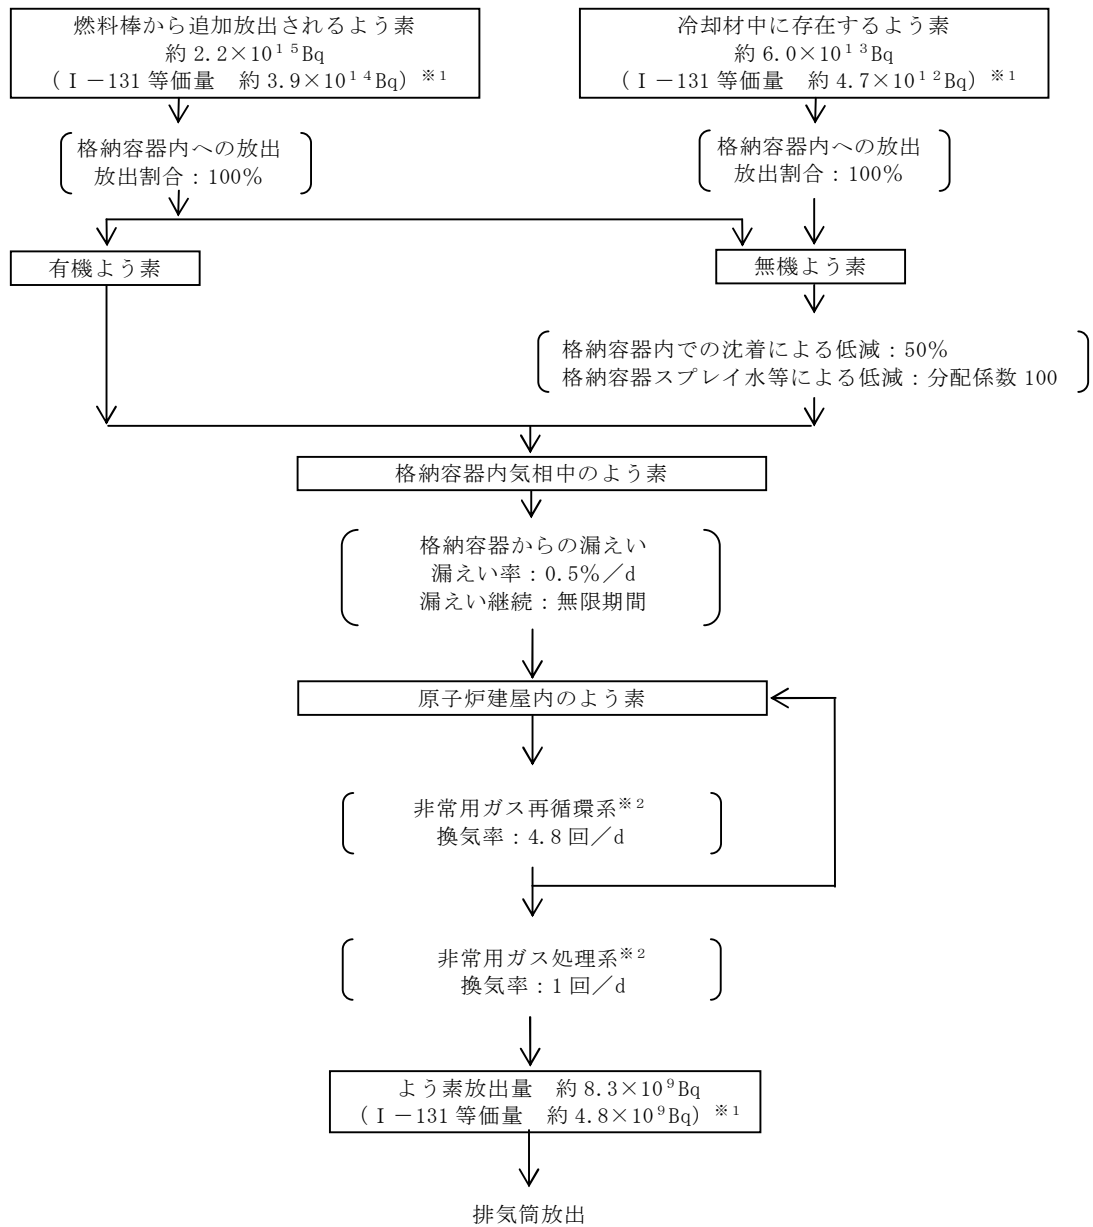 燃料棒から追加放出されるよう素
約 2.2×10¹⁵Bq
(Ⅰ－131 等価量　約 3.9×10¹⁴Bq) ※1
冷却材中に存在するよう素
約 6.0×10¹³Bq
(Ⅰ－131 等価量　約 4.7×10¹²Bq) ※1
格納容器内への放出
放出割合：100%
格納容器内への放出
放出割合：100%
有機よう素
無機よう素
格納容器内での沈着による低減：50%
格納容器スプレイ水等による低減：分配係数 100
格納容器内気相中のよう素
格納容器からの漏えい
漏えい率：0.5%／d
漏えい継続：無限期間
原子炉建屋内のよう素
非常用ガス再循環系※2
換気率：4.8 回／d
非常用ガス処理系※2
換気率：1 回／d
よう素放出量　約 8.3×10⁹Bq
(Ⅰ－131 等価量　約 4.8×10⁹Bq) ※1
排気筒放出